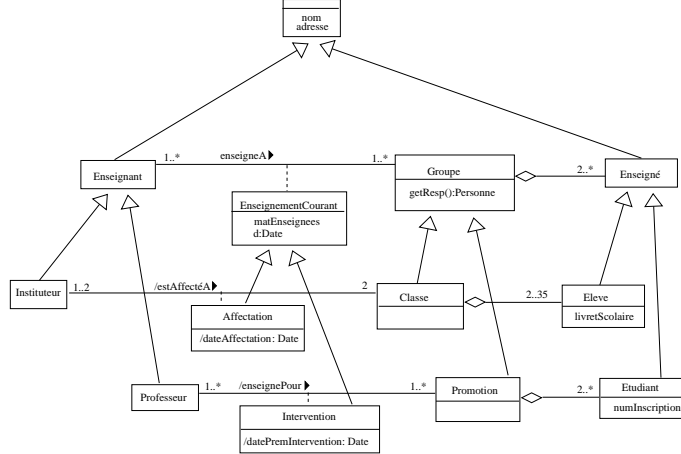 nom
adresse
1..*
enseigneA
1..*
Enseignant
Groupe
getResp():Personne
2..*
Enseigné
EnseignementCourant
matEnseignees
d:Date
Instituteur
1..2
/estAffectéA
2
Classe
2..35
Eleve
livretScolaire
Affectation
/dateAffectation: Date
Professeur
1..*
/enseignePour
1..*
Promotion
2..*
Etudiant
numInscription
Intervention
/datePremIntervention: Date